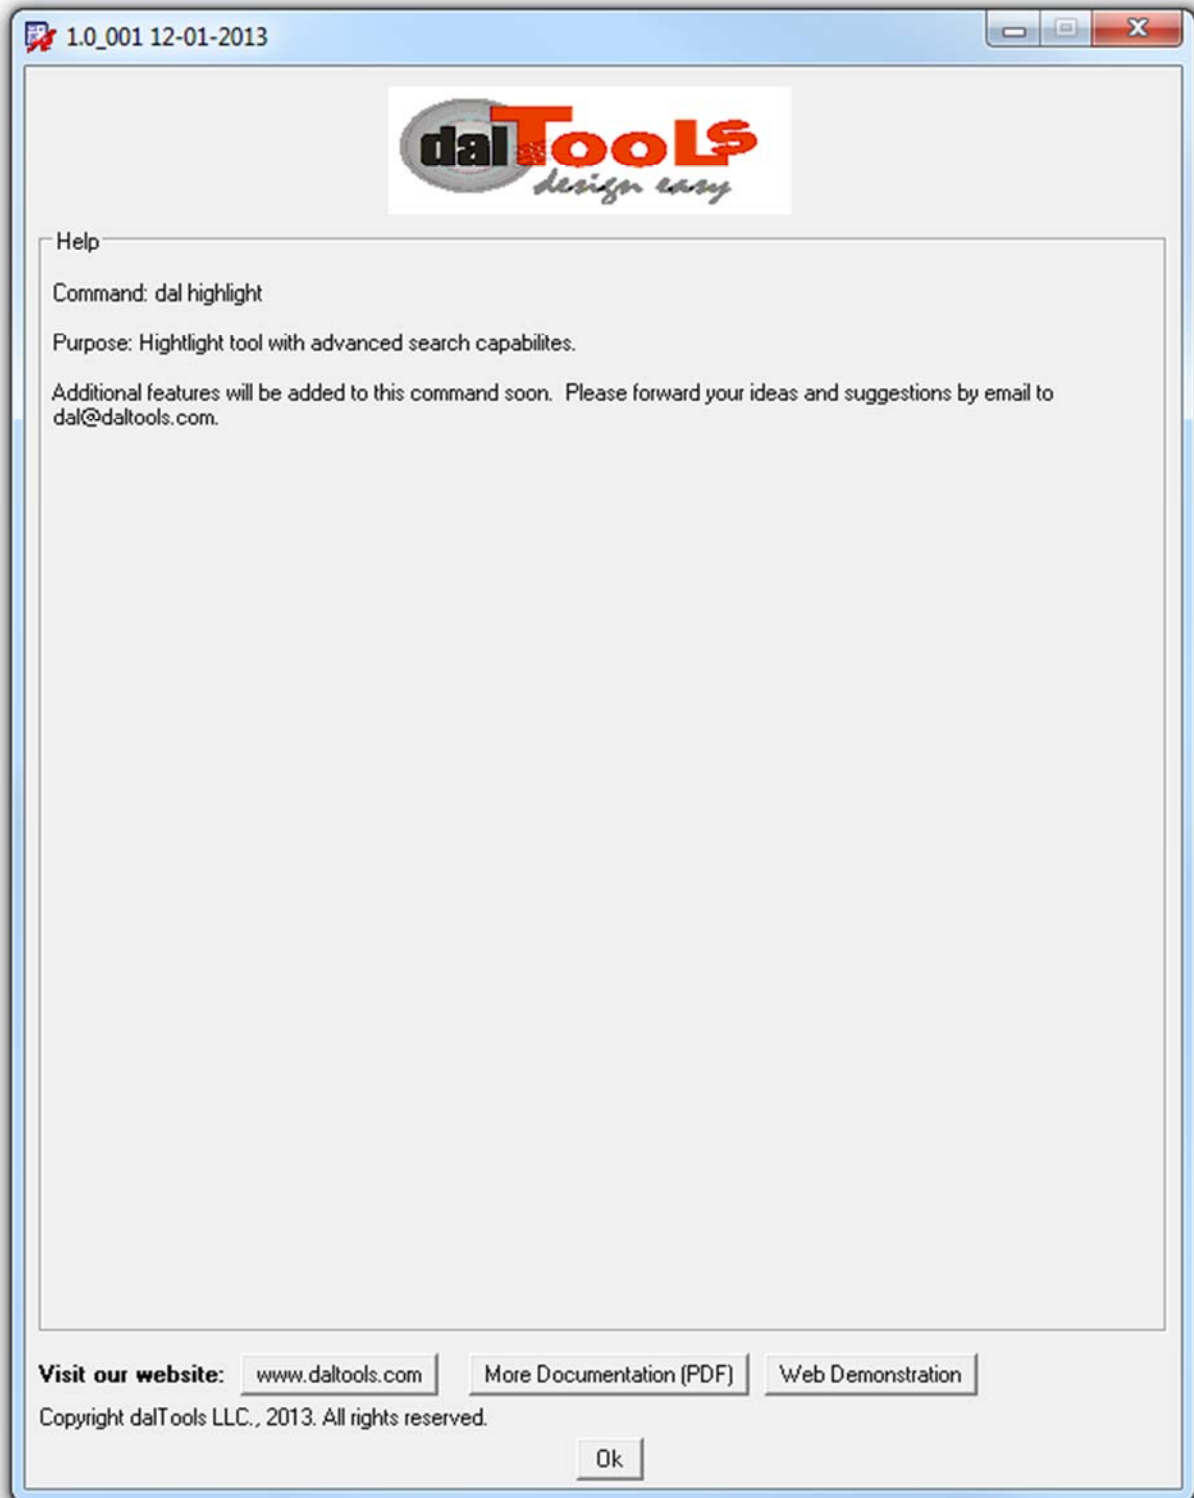 1.0_001 12-01-2013
dalTooLs
design easy
Help
Command: dal highlight
Purpose: Hightlight tool with advanced search capabilites.
Additional features will be added to this command soon.  Please forward your ideas and suggestions by email to
dal@daltools.com.
Visit our website: www.daltools.com More Documentation (PDF) Web Demonstration
Copyright dalTools LLC., 2013. All rights reserved.
Ok